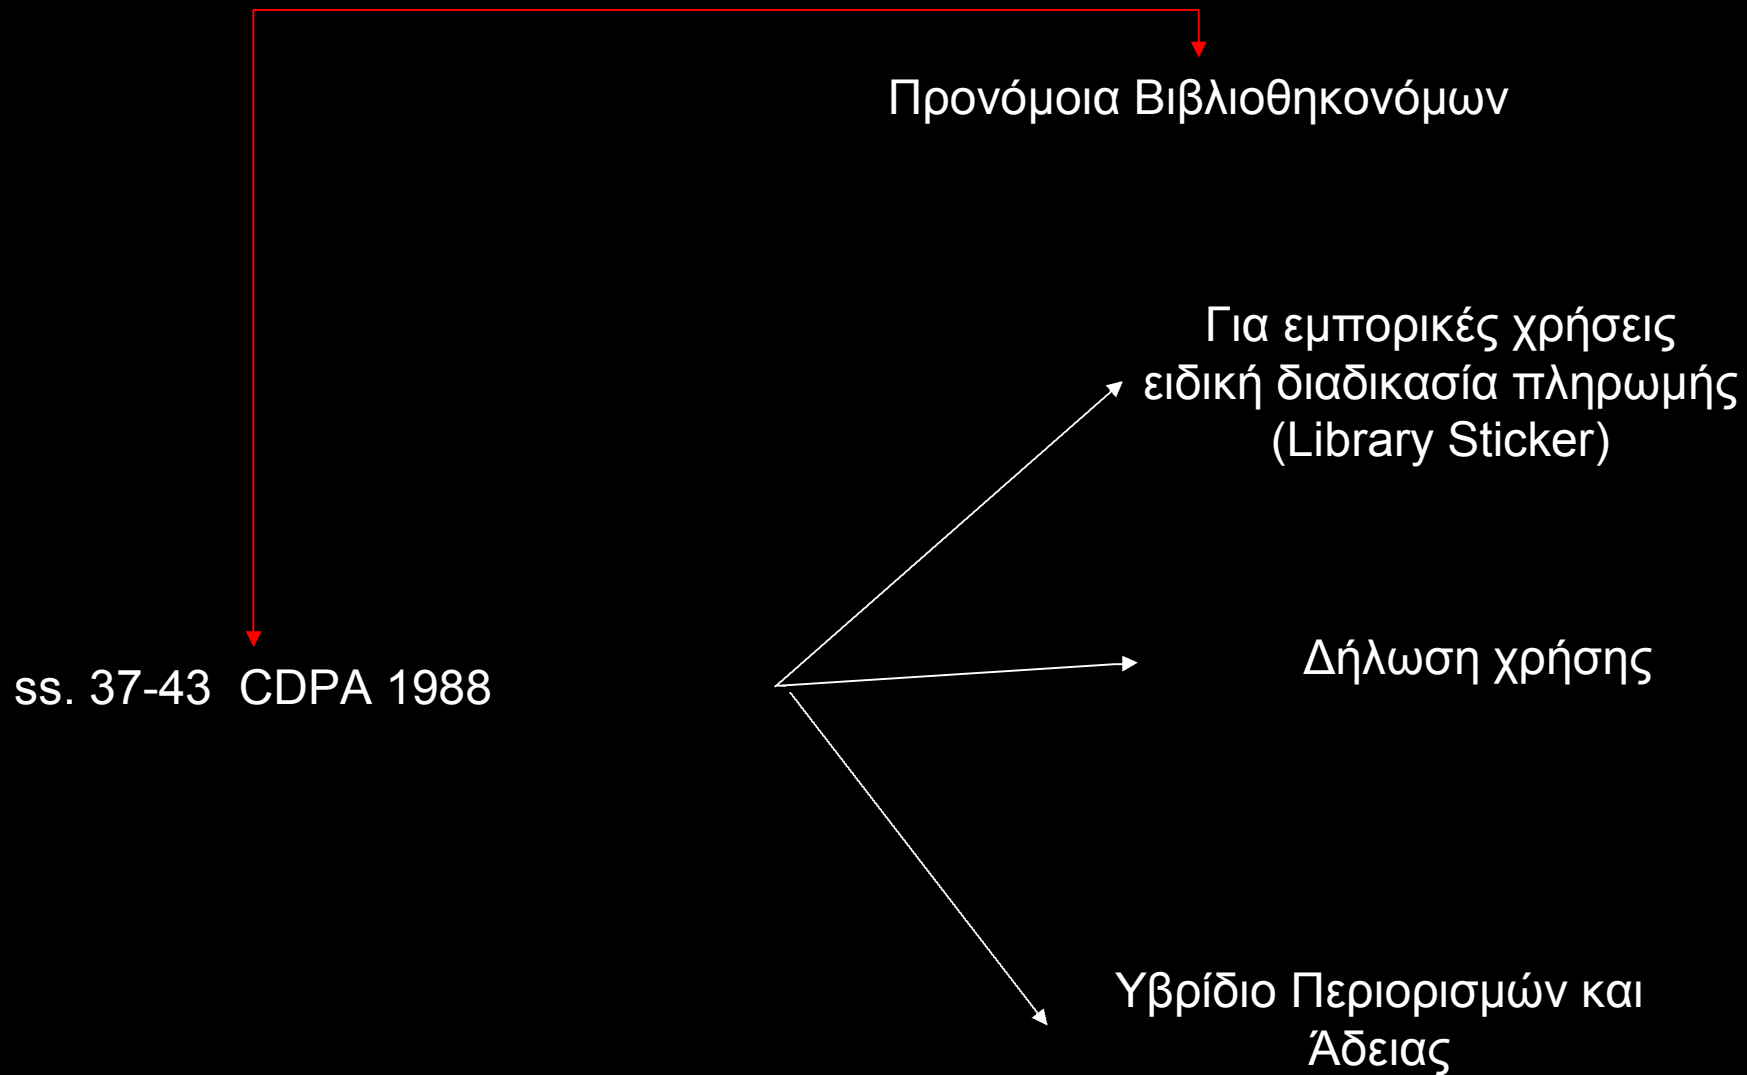 Προνόμοια Βιβλιοθηκονόμων
Για εμπορικές χρήσεις
ειδική διαδικασία πληρωμής
(Library Sticker)
Δήλωση χρήσης
ss. 37-43 CDPA 1988
Υβρίδιο Περιορισμών και
Άδειας